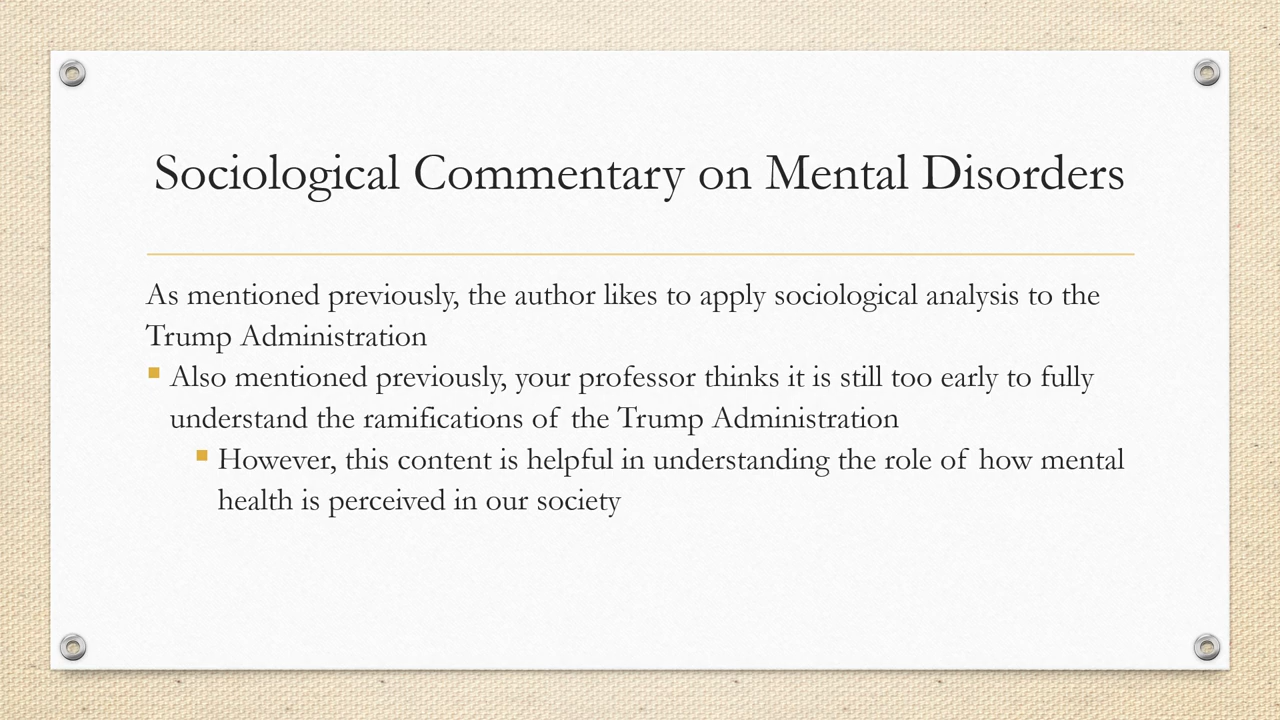 Sociological Commentary on Mental Disorders
As mentioned previously, the author likes to apply sociological analysis to the
Trump Administration
Also mentioned previously, your professor thinks it is still too early to fully
understand the ramifications of the Trump Administration
However, this content is helpful in understanding the role of how mental
health is perceived in our society